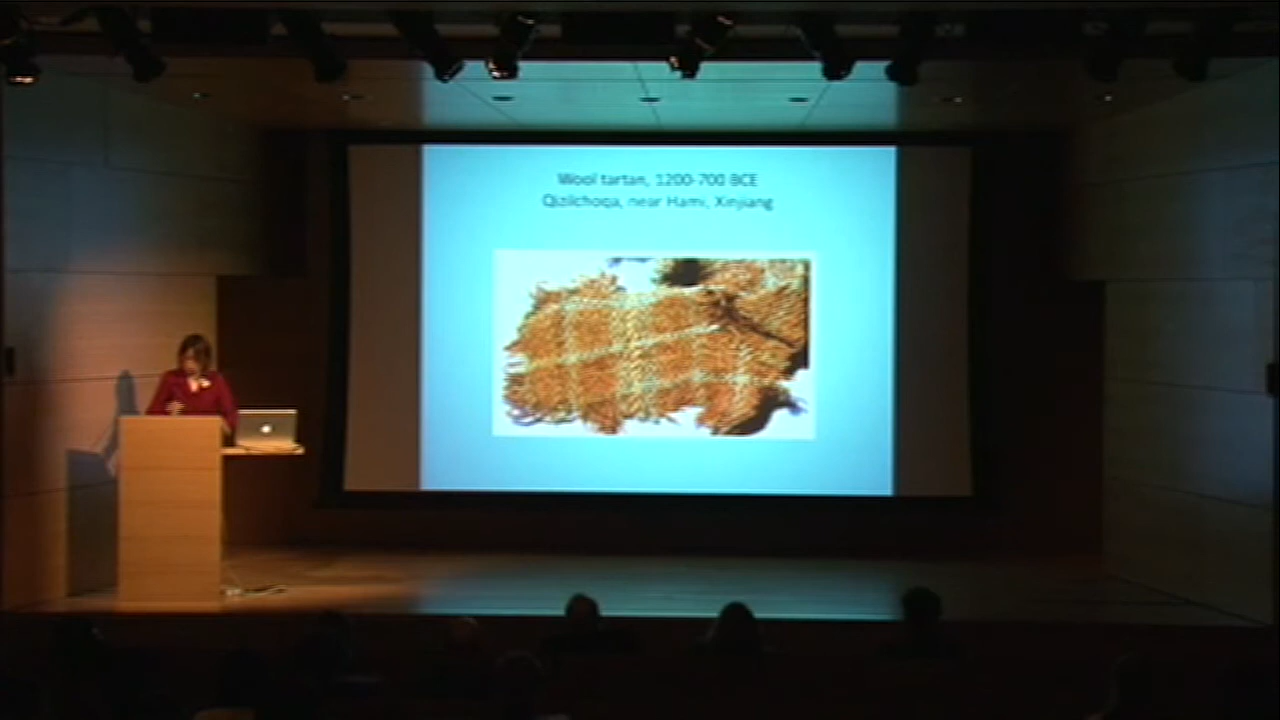 Wool tartan, 1200-700 BCE
Qizilchoqa, near Hami, Xinjiang